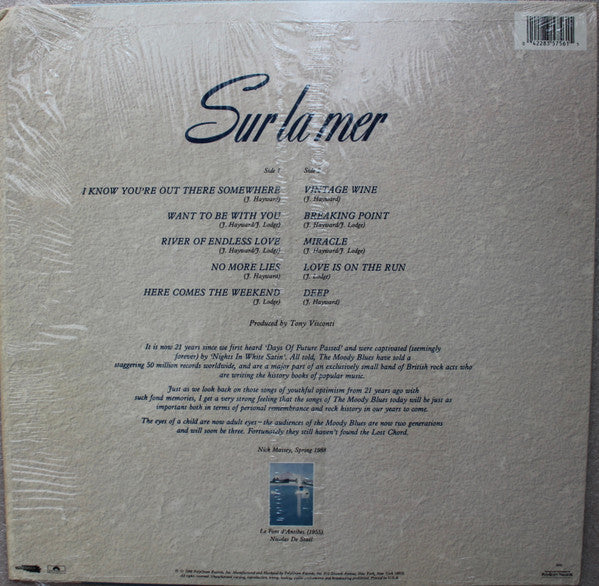 0 42283 57561 5
Sur la mer
Side 1
I KNOW YOU'RE OUT THERE SOMEWHERE
(J. Hayward)
WANT TO BE WITH YOU
(J. Hayward/J. Lodge)
RIVER OF ENDLESS LOVE
(J. Hayward/J. Lodge)
NO MORE LIES
(J. Hayward)
HERE COMES THE WEEKEND
(J. Lodge)
Side 2
VINTAGE WINE
(J. Hayward)
BREAKING POINT
(J. Hayward/J. Lodge)
MIRACLE
(J. Hayward/J. Lodge)
LOVE IS ON THE RUN
(J. Lodge)
DEEP
(J. Hayward)
Produced by Tony Visconti
It is now 21 years since we first heard 'Days Of Future Passed' and were captivated (seemingly
forever) by 'Nights In White Satin'. All told, The Moody Blues have told a
staggering 50 million records worldwide, and are a major part of an exclusively small band of British rock acts who
are writing the history books of popular music.
Just as we look back on those songs of youthful optimism from 21 years ago with
such fond memories, I get a very strong feeling that the songs of The Moody Blues today will be just as
important both in terms of personal remembrance and rock history in our years to come.
The eyes of a child are now adult eyes—the audiences of the Moody Blues are now two generations
and will soon be three. Fortunately they still haven't found the Lost Chord.
Nick Massey, Spring 1988
Le Fort d'Antibes (1955)
Nicolas De Staël